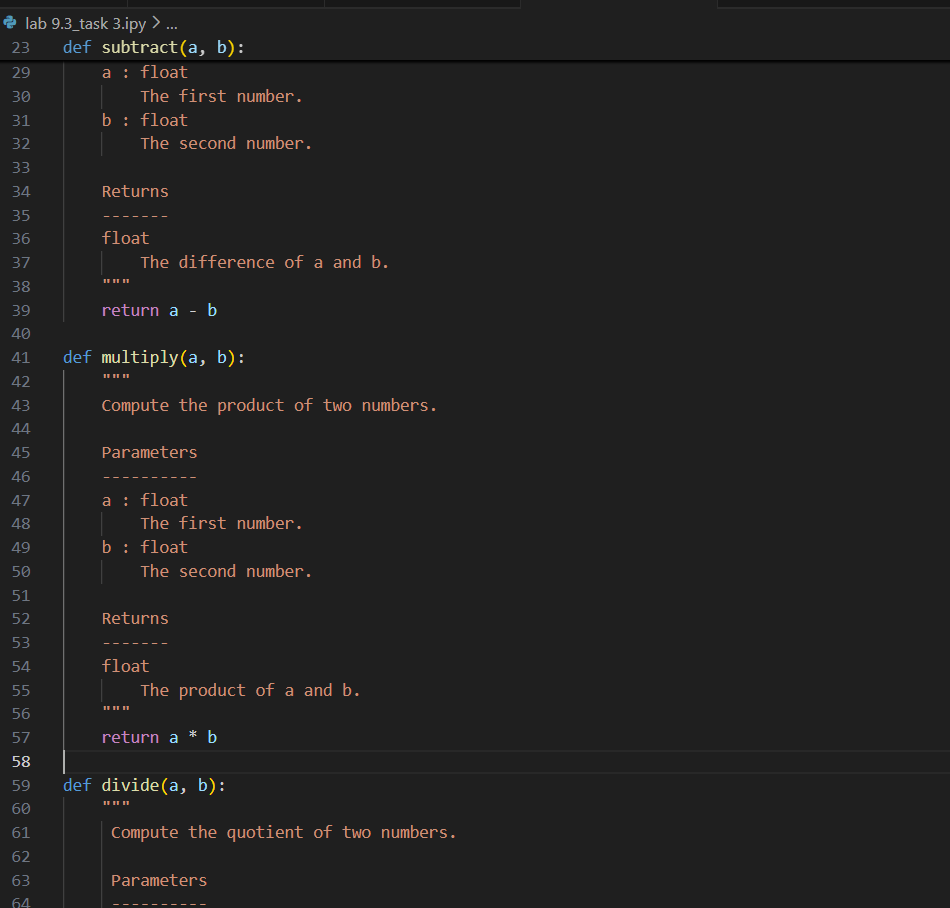 lab 9.3_task 3.ipy > ...
23 def subtract(a, b):
29 a : float
30 The first number.
31 b : float
32 The second number.
33
34 Returns
35 -------
36 float
37 The difference of a and b.
38 """
39 return a - b
40
41 def multiply(a, b):
42 """
43 Compute the product of two numbers.
44
45 Parameters
46 ----------
47 a : float
48 The first number.
49 b : float
50 The second number.
51
52 Returns
53 -------
54 float
55 The product of a and b.
56 """
57 return a * b
58
59 def divide(a, b):
60 """
61 Compute the quotient of two numbers.
62
63 Parameters
64 ----------